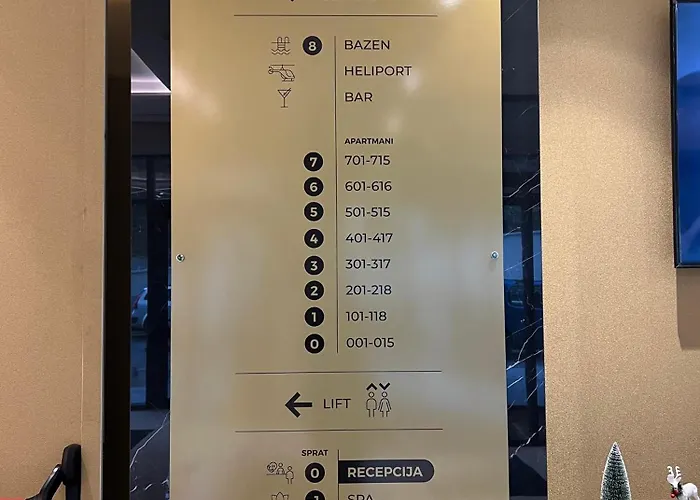 8 BAZEN
HELIPORT
BAR
APARTMANI
7 701-715
6 601-616
5 501-515
4 401-417
3 301-317
2 201-218
1 101-118
0 001-015
LIFT
SPRAT
0 RECEPCIJA
SPA